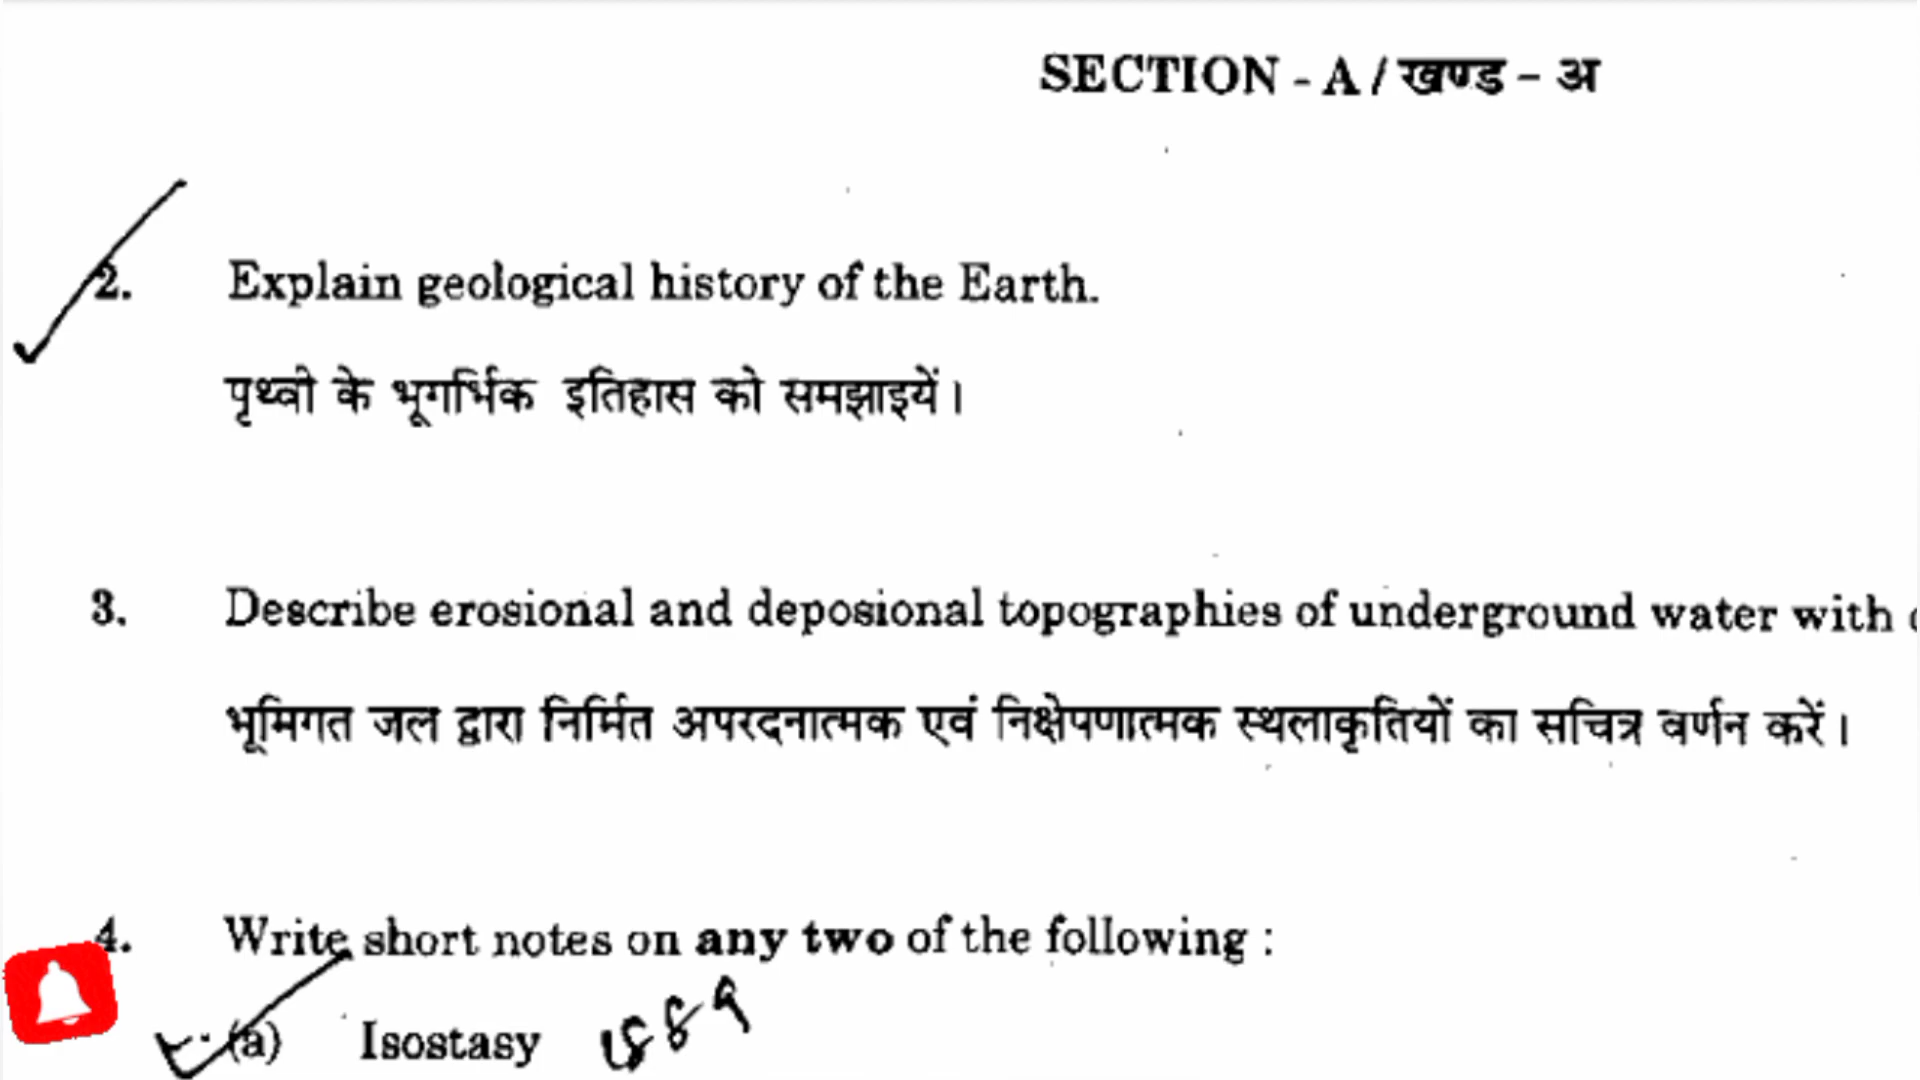 SECTION - A / खण्ड - अ
2. Explain geological history of the Earth.
पृथ्वी के भूगर्भिक इतिहास को समझाइयें।
3. Describe erosional and deposional topographies of underground water with
भूमिगत जल द्वारा निर्मित अपरदनात्मक एवं निक्षेपणात्मक स्थलाकृतियों का सचित्र वर्णन करें।
4. Write short notes on any two of the following :
(a) Isostasy 1889